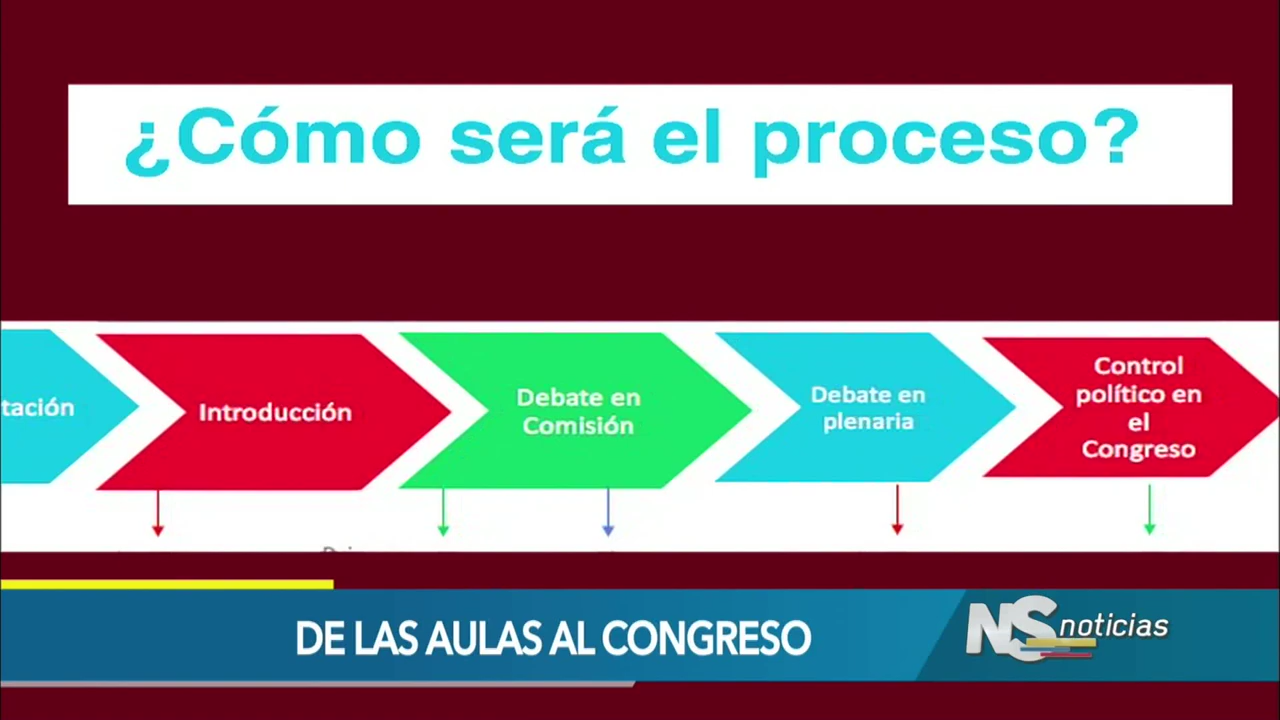 ¿Cómo será el proceso?
tación
Introducción
Debate en
Comisión
Debate en
plenaria
Control
político en
el
Congreso
DE LAS AULAS AL CONGRESO
NS noticias